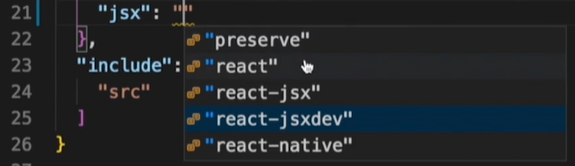 21 "jsx": ""
22 },
"preserve"
23 "include":
"react"
24 "src"
"react-jsx"
25 ]
"react-jsxdev"
26 }
"react-native"